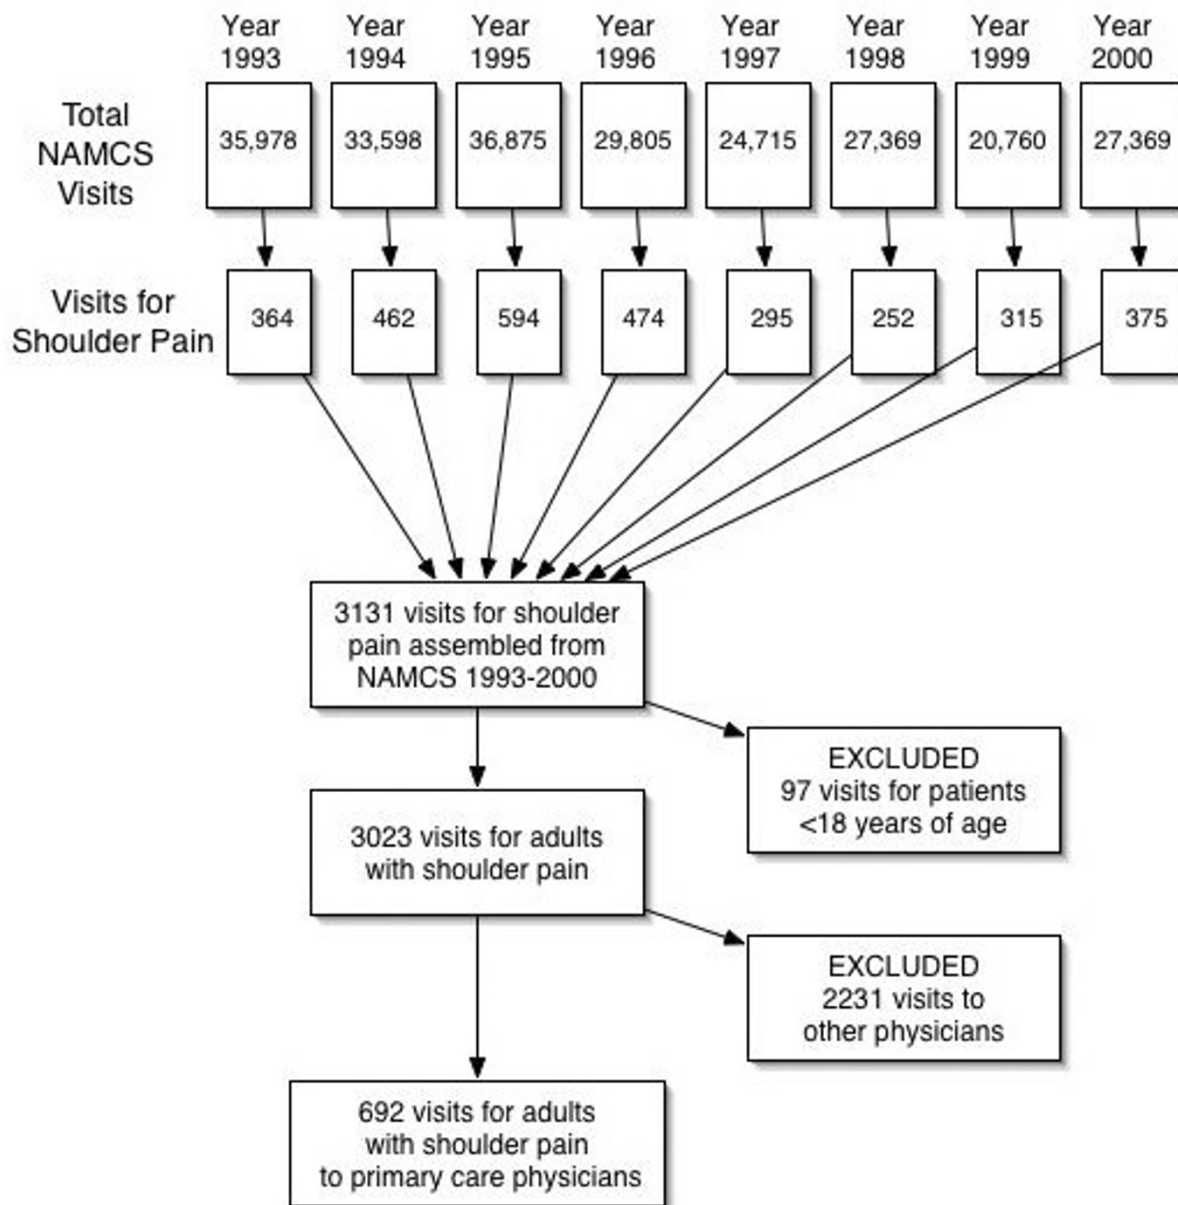 Year Year Year Year Year Year Year Year
1993 1994 1995 1996 1997 1998 1999 2000
Total
NAMCS
Visits
35,978 33,598 36,875 29,805 24,715 27,369 20,760 27,369
Visits for
Shoulder Pain
364 462 594 474 295 252 315 375
3131 visits for shoulder
pain assembled from
NAMCS 1993-2000
EXCLUDED
97 visits for patients
<18 years of age
3023 visits for adults
with shoulder pain
EXCLUDED
2231 visits to
other physicians
692 visits for adults
with shoulder pain
to primary care physicians